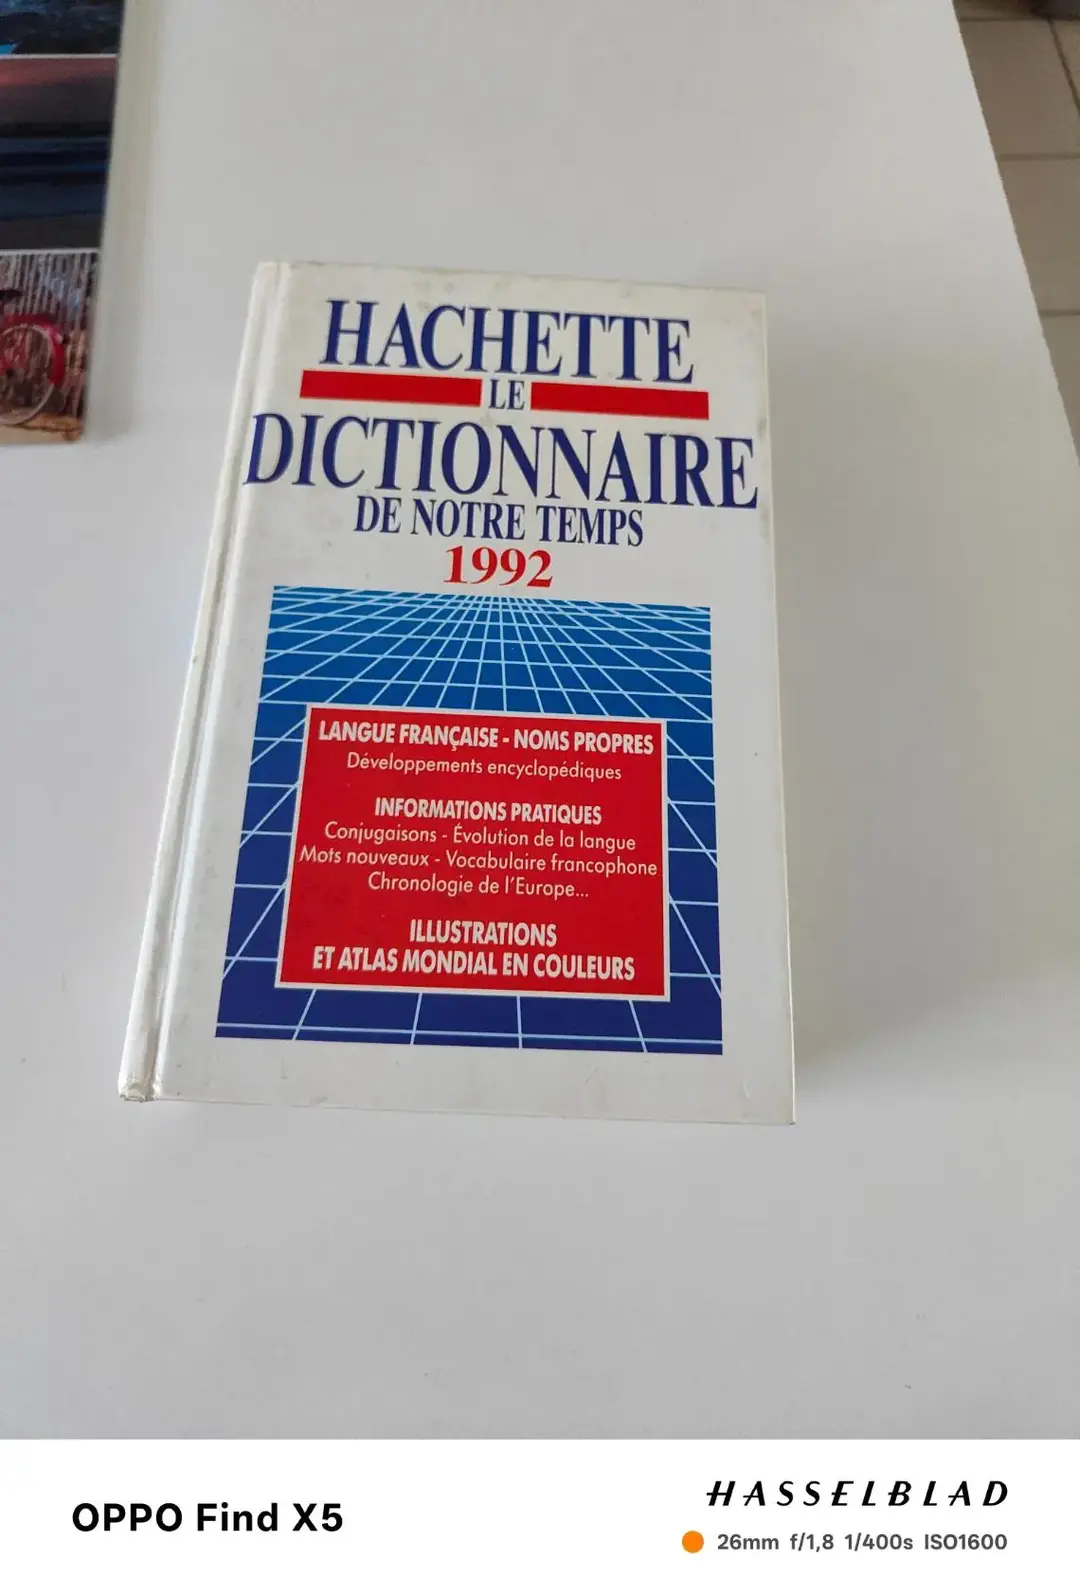 HACHETTE
LE
DICTIONNAIRE
DE NOTRE TEMPS
1992
LANGUE FRANÇAISE - NOMS PROPRES
Développements encyclopédiques
INFORMATIONS PRATIQUES
Conjugaisons - Évolution de la langue
Mots nouveaux - Vocabulaire francophone
Chronologie de l'Europe...
ILLUSTRATIONS
ET ATLAS MONDIAL EN COULEURS
OPPO Find X5
HASSELBLAD
26mm f/1,8 1/400s ISO1600